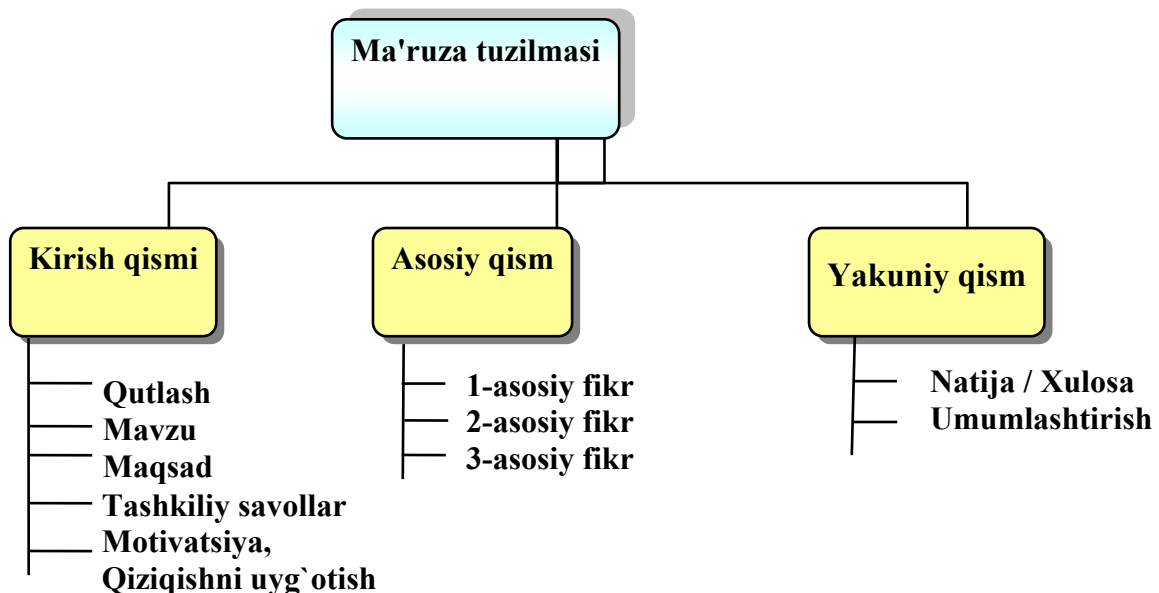 Ma'ruza tuzilmasi
Kirish qismi
Qutlash
Mavzu
Maqsad
Tashkiliy savollar
Motivatsiya,
Qiziqishni uyg`otish
Asosiy qism
1-asosiy fikr
2-asosiy fikr
3-asosiy fikr
Yakuniy qism
Natija / Xulosa
Umumlashtirish